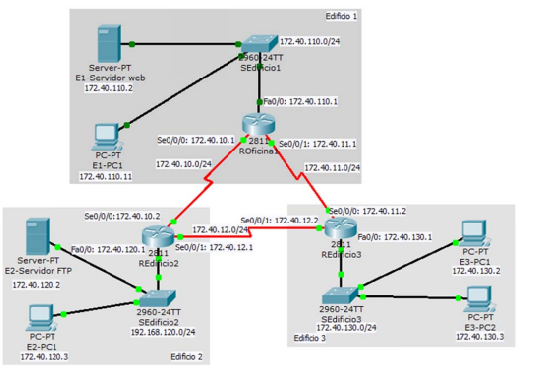 Edificio 1
172.40.110.0/24
Server-PT
E1-Servidor web
172.40.110.2
2960-24TT
SEdificio1
Fa0/0: 172.40.110.1
PC-PT
E1-PC1
172.40.110.11
Se0/0/0: 172.40.10.1
2811
ROficina1
Se0/0/1: 172.40.11.1
172.40.10.0/24
172.40.11.0/24
Se0/0/0:172.40.10.2
172.40.12.0/24
Se0/0/1: 172.40.12.2
Se0/0/0: 172.40.11.2
Server-PT
E2-Servidor FTP
172.40.120.2
Fa0/0: 172.40.120.1
2811
REdificio2
Se0/0/1: 172.40.12.1
2811
REdificio3
Fa0/0: 172.40.130.1
PC-PT
E3-PC1
172.40.130.2
2960-24TT
SEdificio2
192.168.120.0/24
PC-PT
E2-PC1
172.40.120.3
Edificio 2
2960-24TT
SEdificio3
172.40.130.0/24
Edificio 3
PC-PT
E3-PC2
172.40.130.3